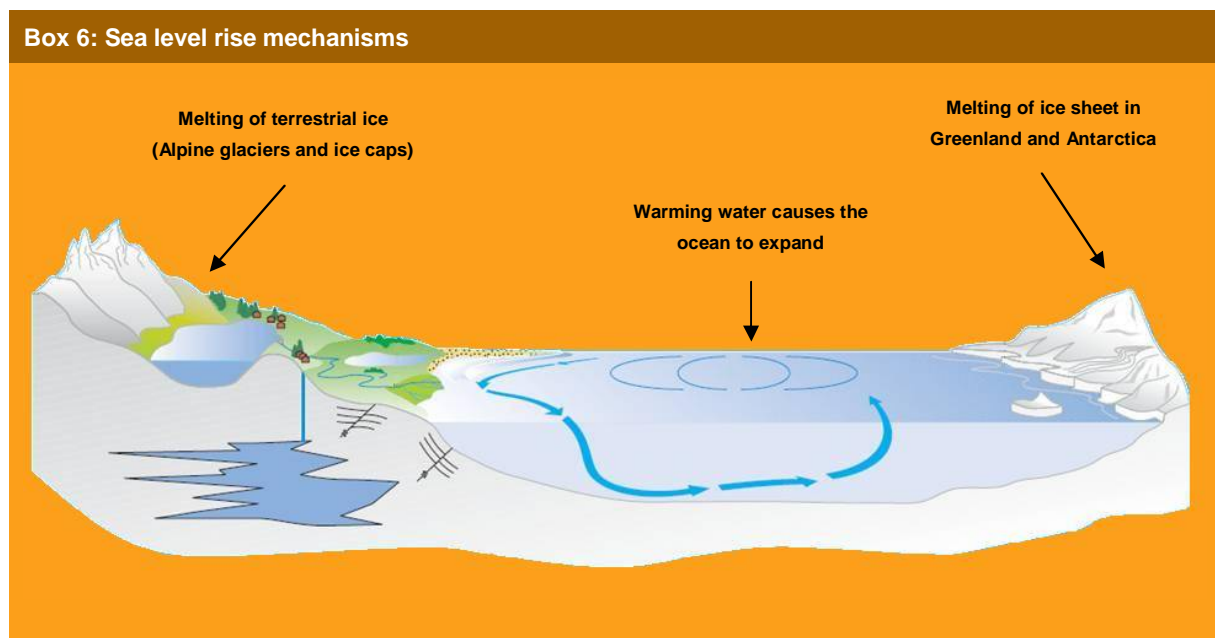 Box 6: Sea level rise mechanisms
Melting of terrestrial ice
(Alpine glaciers and ice caps)
Warming water causes the
ocean to expand
Melting of ice sheet in
Greenland and Antarctica